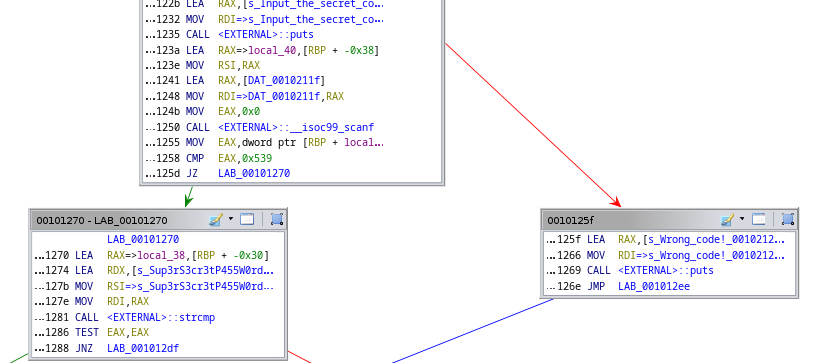 ...122b LEA RAX,[s_Input_the_secret_co...
...1232 MOV RDI=>s_Input_the_secret_co...
...1235 CALL <EXTERNAL>::puts
...123a LEA RAX=>local_40,[RBP + -0x38]
...123e MOV RSI,RAX
...1241 LEA RAX,[DAT_0010211f]
...1248 MOV RDI=>DAT_0010211f,RAX
...124b MOV EAX,0x0
...1250 CALL <EXTERNAL>::__isoc99_scanf
...1255 MOV EAX,dword ptr [RBP + local...
...1258 CMP EAX,0x539
...125d JZ LAB_00101270
00101270 - LAB_00101270
LAB_00101270
...1270 LEA RAX=>local_38,[RBP + -0x30]
...1274 LEA RDX,[s_Sup3rS3cr3tP455W0rd...
...127b MOV RSI=>s_Sup3rS3cr3tP455W0rd...
...127e MOV RDI,RAX
...1281 CALL <EXTERNAL>::strcmp
...1286 TEST EAX,EAX
...1288 JNZ LAB_001012df
0010125f
...125f LEA RAX,[s_Wrong_code!_0010212...
...1266 MOV RDI=>s_Wrong_code!_0010212...
...1269 CALL <EXTERNAL>::puts
...126e JMP LAB_001012ee